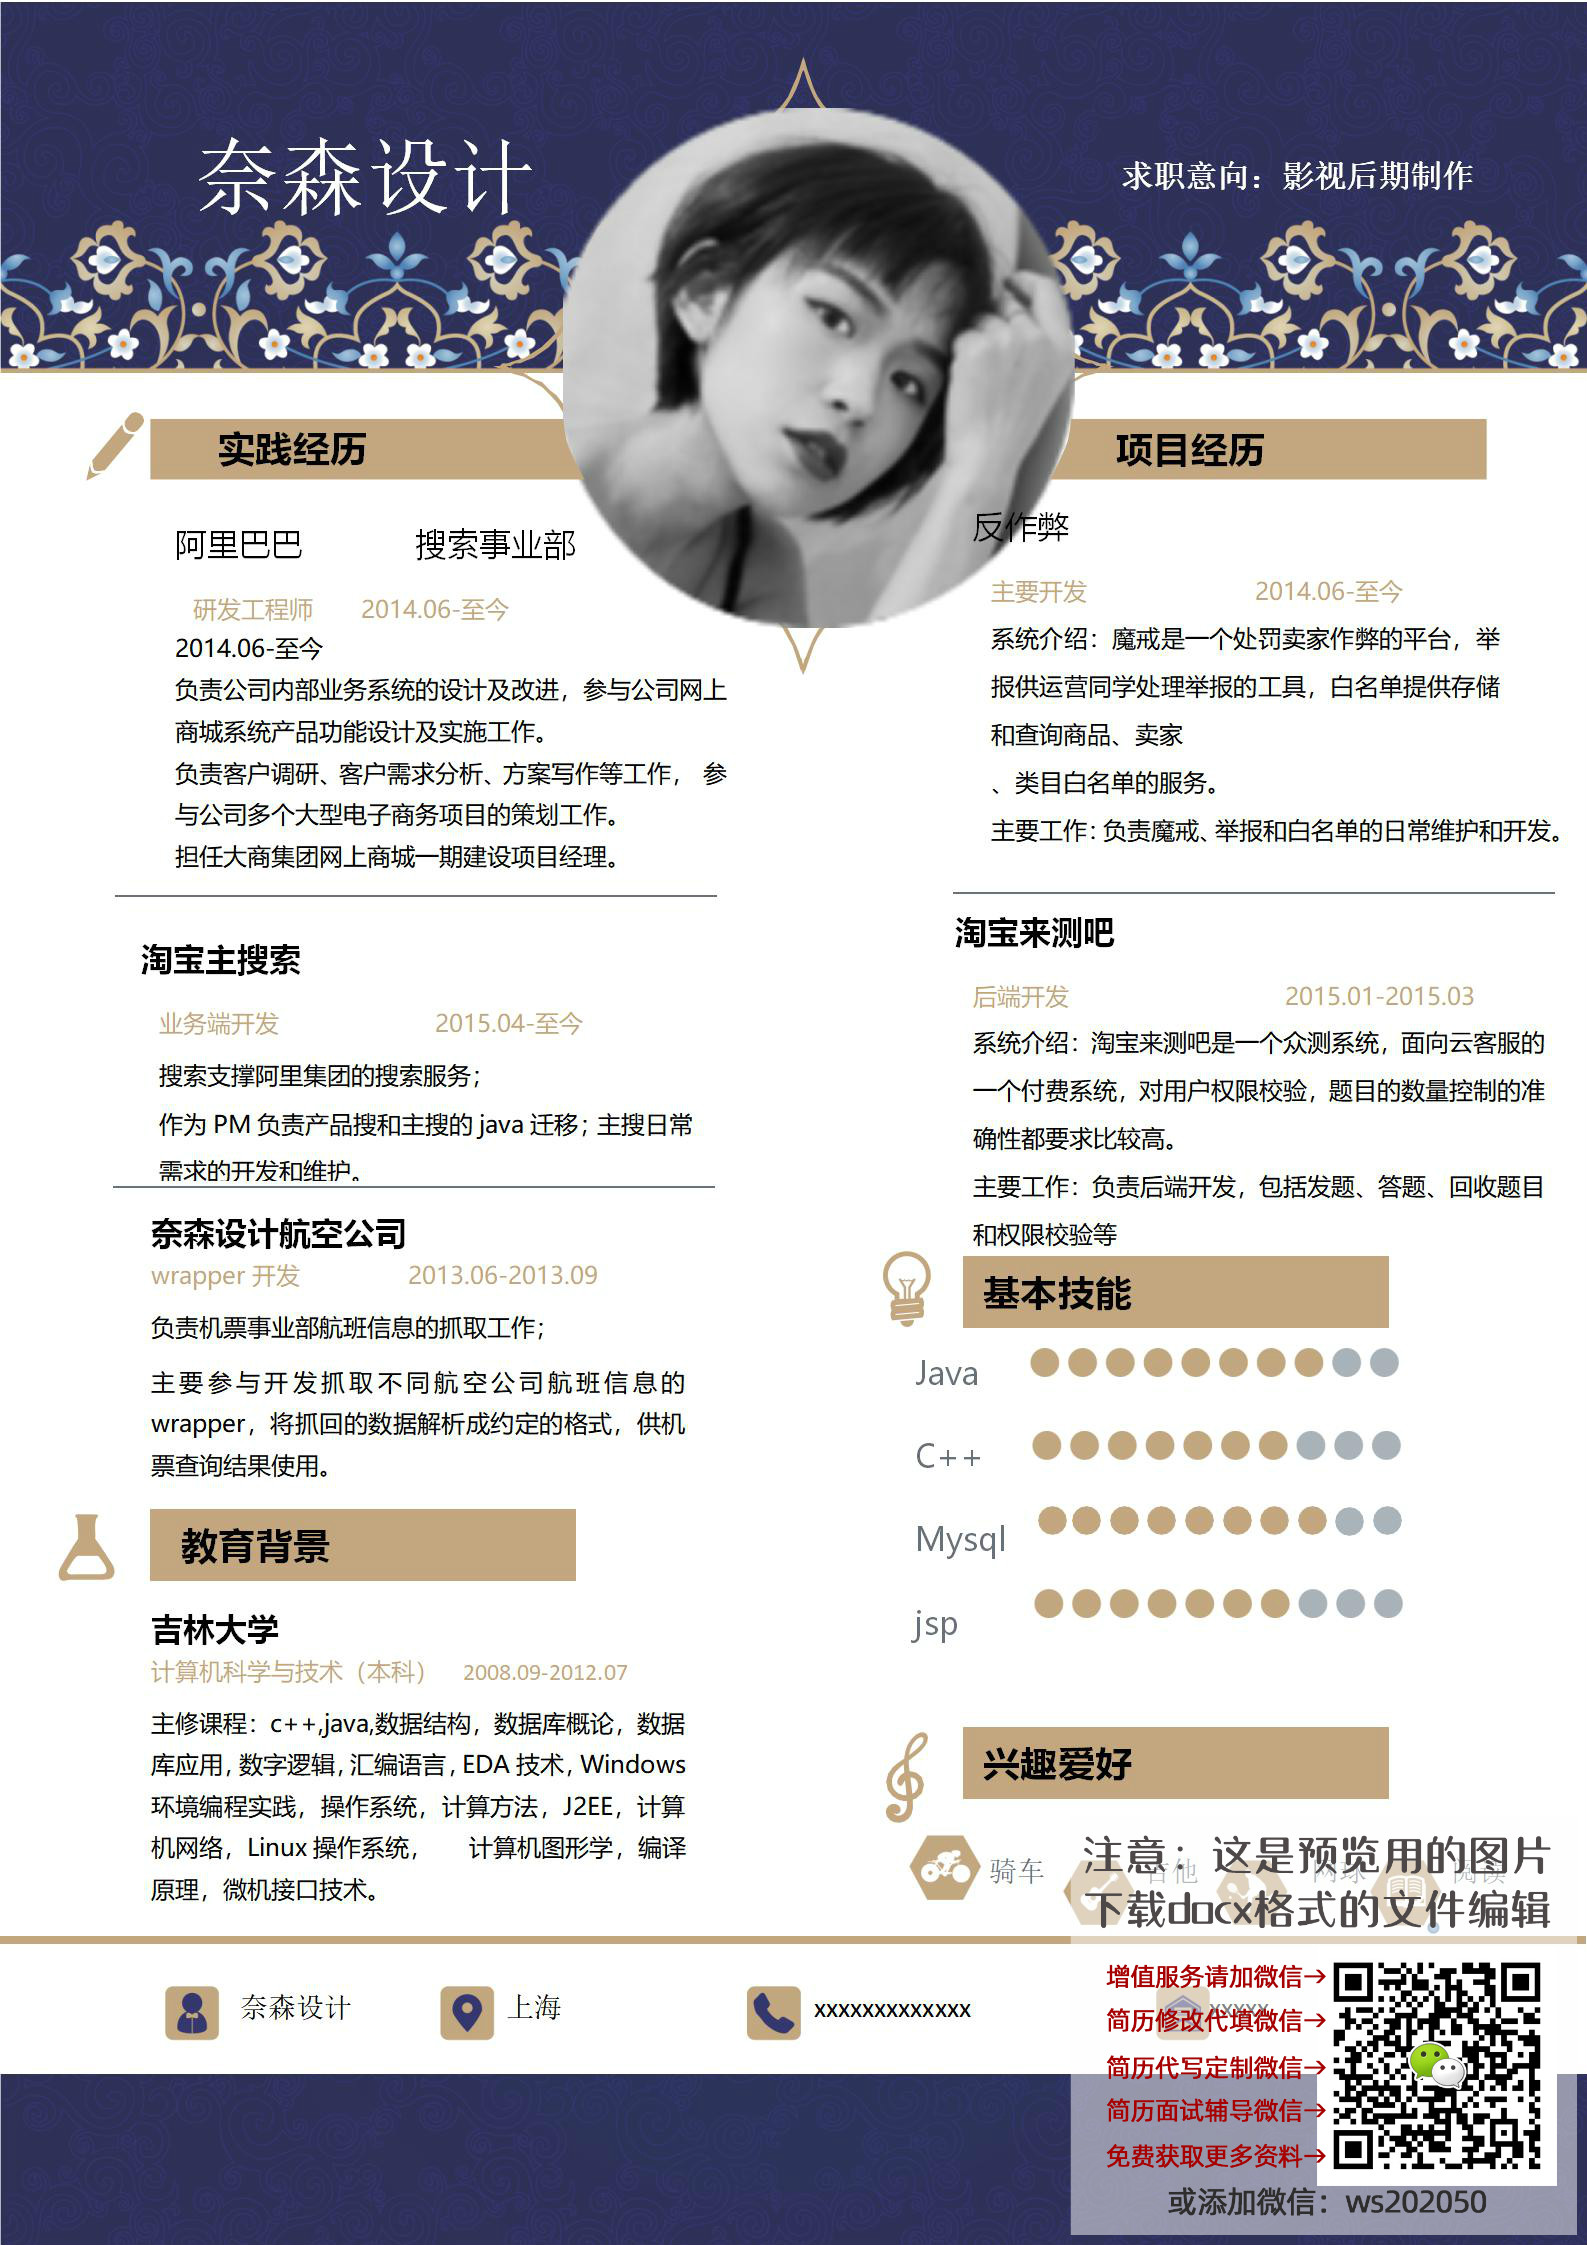 奈森设计
求职意向：影视后期制作
实践经历
阿里巴巴 搜索事业部
研发工程师 2014.06-至今
2014.06-至今
负责公司内部业务系统的设计及改进，参与公司网上
商城系统产品功能设计及实施工作。
负责客户调研、客户需求分析、方案写作等工作， 参
与公司多个大型电子商务项目的策划工作。
担任大商集团网上商城一期建设项目经理。
淘宝主搜索
业务端开发 2015.04-至今
搜索支撑阿里集团的搜索服务；
作为 PM 负责产品搜和主搜的 java 迁移；主搜日常
需求的开发和维护。
奈森设计航空公司
wrapper 开发 2013.06-2013.09
负责机票事业部航班信息的抓取工作；
主要参与开发抓取不同航空公司航班信息的
wrapper，将抓回的数据解析成约定的格式，供机
票查询结果使用。
教育背景
吉林大学
计算机科学与技术（本科） 2008.09-2012.07
主修课程：c++,java,数据结构，数据库概论，数据
库应用，数字逻辑，汇编语言，EDA 技术，Windows
环境编程实践，操作系统，计算方法，J2EE，计算
机网络，Linux 操作系统， 计算机图形学，编译
原理，微机接口技术。
项目经历
反作弊
主要开发 2014.06-至今
系统介绍：魔戒是一个处罚卖家作弊的平台，举
报供运营同学处理举报的工具，白名单提供存储
和查询商品、卖家
、类目白名单的服务。
主要工作：负责魔戒、举报和白名单的日常维护和开发。
淘宝来测吧
后端开发 2015.01-2015.03
系统介绍：淘宝来测吧是一个众测系统，面向云客服的
一个付费系统，对用户权限校验，题目的数量控制的准
确性都要求比较高。
主要工作：负责后端开发，包括发题、答题、回收题目
和权限校验等
基本技能
Java
C++
Mysql
jsp
兴趣爱好
骑车 吉他 网球 阅读
注意：这是预览用的图片
下载docx格式的文件编辑
奈森设计 上海 xxxxxxxxxxxxx xxxxx
增值服务请加微信→
简历修改代填微信→
简历代写定制微信→
简历面试辅导微信→
免费获取更多资料→
或添加微信：ws202050